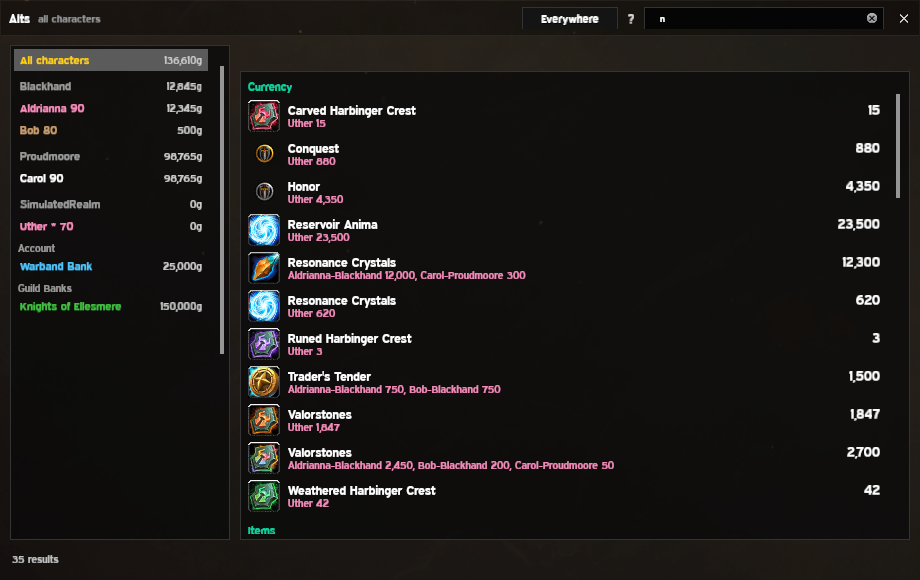 Alts all characters Everywhere ? n
All characters 136,610g
Blackhand 12,845g
Aldrianna 90 12,345g
Bob 80 500g
Proudmoore 98,765g
Carol 90 98,765g
SimulatedRealm 0g
Uther * 70 0g
Account
Warband Bank 25,000g
Guild Banks
Knights of Ellesmere 150,000g
Currency
Carved Harbinger Crest 15
Uther 15
Conquest 880
Uther 880
Honor 4,350
Uther 4,350
Reservoir Anima 23,500
Uther 23,500
Resonance Crystals 12,300
Aldrianna-Blackhand 12,000, Carol-Proudmoore 300
Resonance Crystals 620
Uther 620
Runed Harbinger Crest 3
Uther 3
Trader's Tender 1,500
Aldrianna-Blackhand 750, Bob-Blackhand 750
Valorstones 1,847
Uther 1,847
Valorstones 2,700
Aldrianna-Blackhand 2,450, Bob-Blackhand 200, Carol-Proudmoore 50
Weathered Harbinger Crest 42
Uther 42
Items
35 results